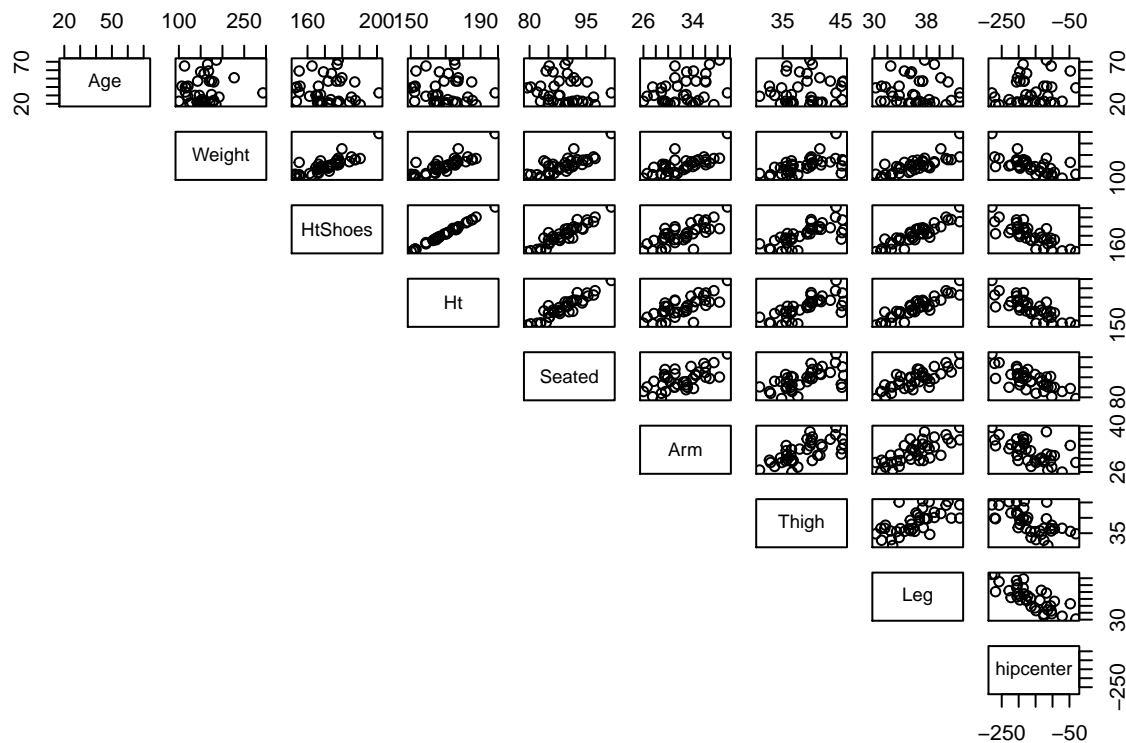 20 50 100 250 160 200 150 190 80 95 26 34 35 45 30 38 −250 −50
20 70 Age 20 70
Weight 100
HtShoes 160
Ht 150
Seated 80
Arm 26 40
Thigh 35
Leg 30
hipcenter −250
−250 −50